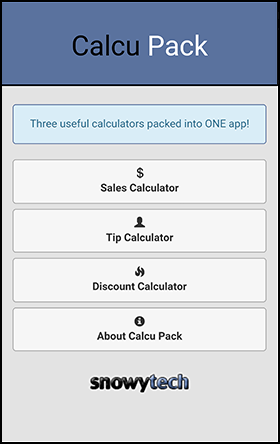 Calcu Pack
Three useful calculators packed into ONE app!
$
Sales Calculator
Tip Calculator
Discount Calculator
About Calcu Pack
snowytech